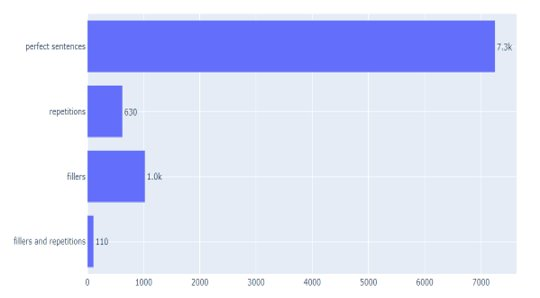 perfect sentences 7.3k
repetitions 630
fillers 1.0k
fillers and repetitions 110
0 1000 2000 3000 4000 5000 6000 7000